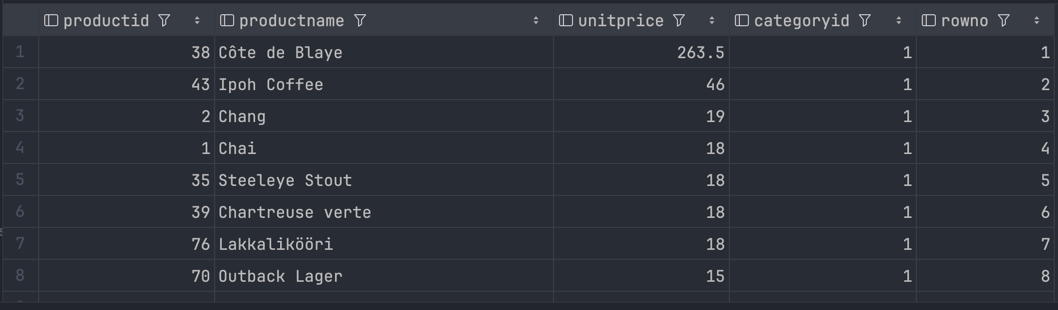 productid productname unitprice categoryid rowno
1 38 Côte de Blaye 263.5 1 1
2 43 Ipoh Coffee 46 1 2
3 2 Chang 19 1 3
4 1 Chai 18 1 4
5 35 Steeleye Stout 18 1 5
6 39 Chartreuse verte 18 1 6
7 76 Lakkalikööri 18 1 7
8 70 Outback Lager 15 1 8